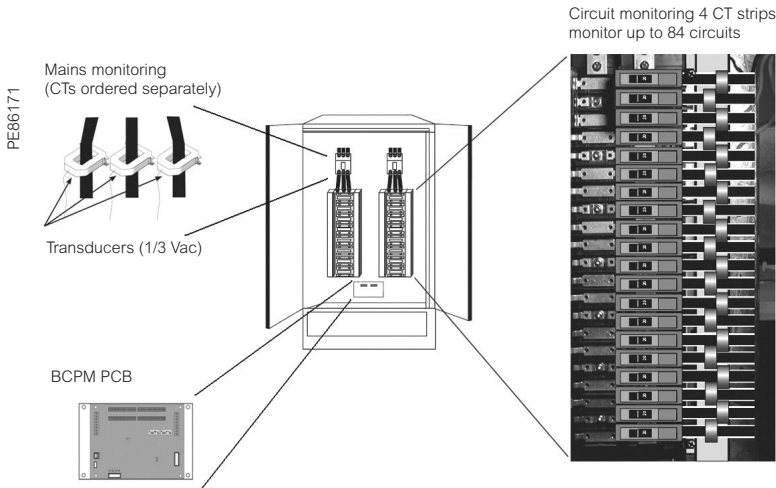 Circuit monitoring 4 CT strips
monitor up to 84 circuits
Mains monitoring
(CTs ordered separately)
PE86171
Transducers (1/3 Vac)
BCPM PCB